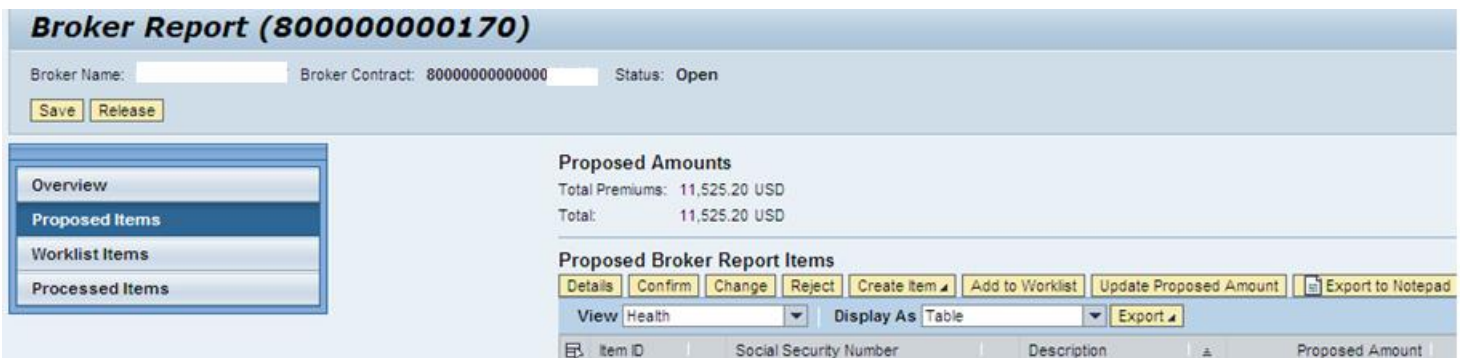 Broker Report (800000000170)
Broker Name: Broker Contract: 80000000000000 Status: Open
Save Release
Overview
Proposed Items
Worklist Items
Processed Items
Proposed Amounts
Total Premiums: 11,525.20 USD
Total: 11,525.20 USD
Proposed Broker Report Items
Details Confirm Change Reject Create Item Add to Worklist Update Proposed Amount Export to Notepad
View Health Display As Table Export
Item ID Social Security Number Description Proposed Amount